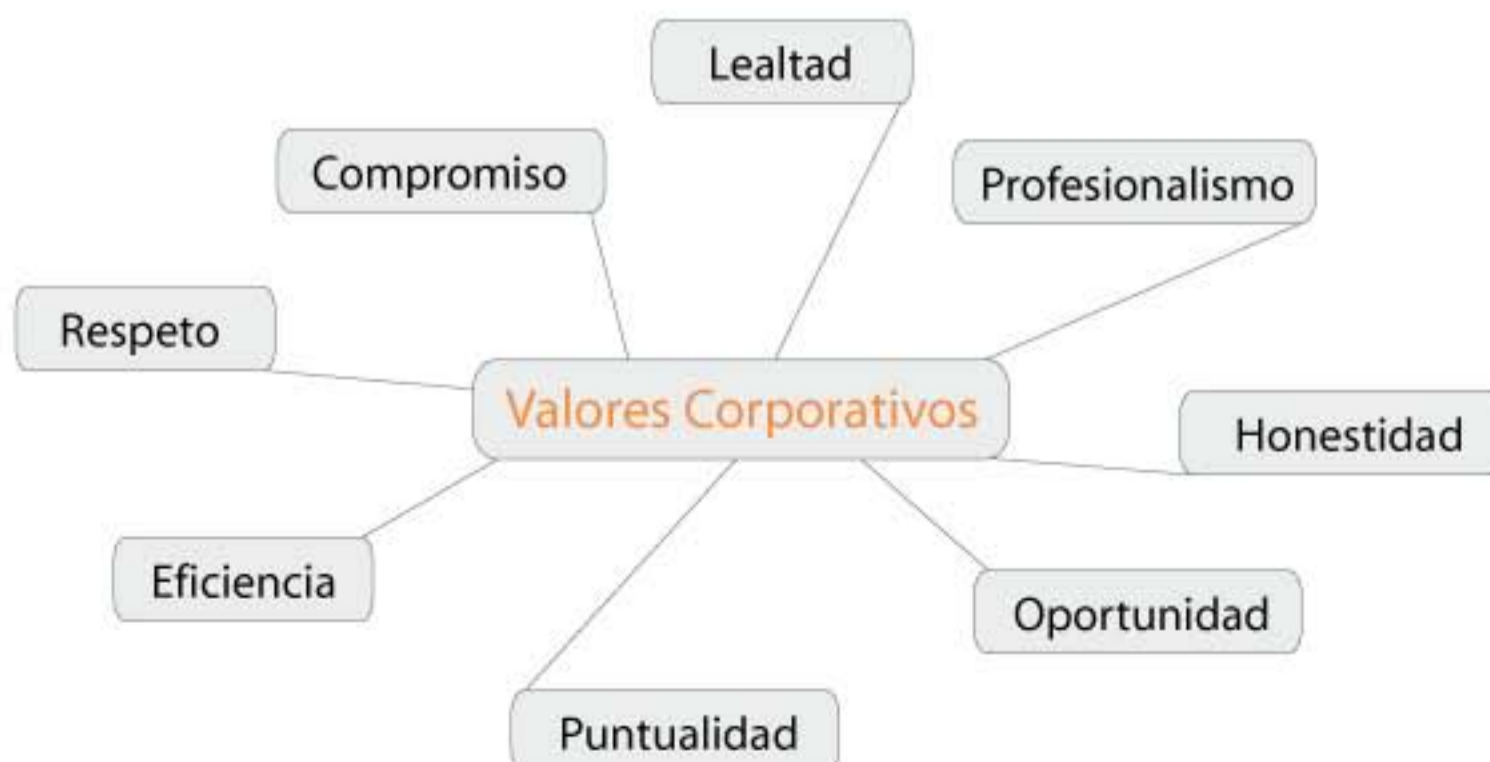 Lealtad
Compromiso
Profesionalismo
Respeto
Valores Corporativos
Honestidad
Eficiencia
Oportunidad
Puntualidad